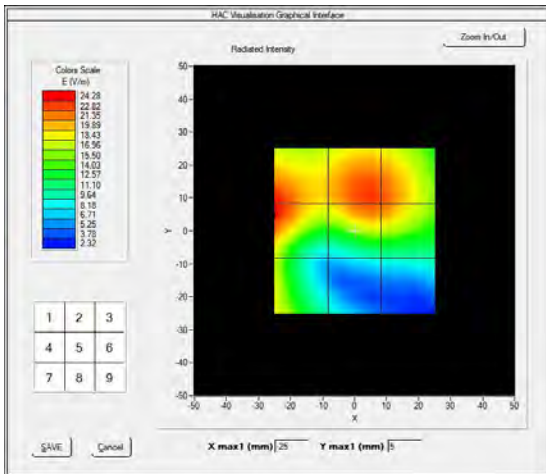 HAC Visualisation Graphical Interface
Zoom In/Out
Radiated Intensity
Colors Scale
E (V/m)
24.28
22.82
21.35
19.89
18.43
16.96
15.50
14.03
12.57
11.10
9.64
8.18
6.71
5.25
3.78
2.32
50
40
30
20
10
0
-10
-20
-30
-40
-50
Y
-50 -40 -30 -20 -10 0 10 20 30 40 50
X
1 2 3
4 5 6
7 8 9
SAVE Cancel
X max1 (mm) -25 Y max1 (mm) 5